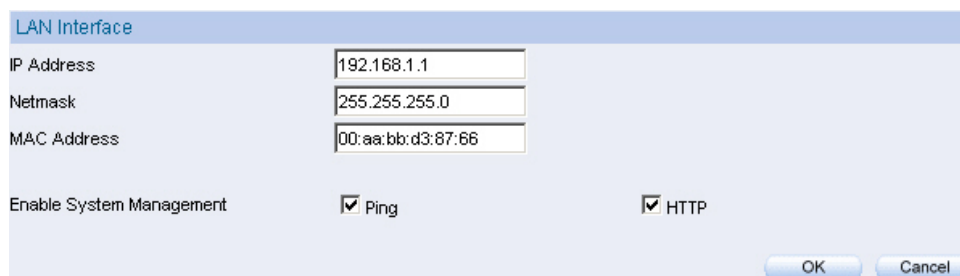 LAN Interface
IP Address 192.168.1.1
Netmask 255.255.255.0
MAC Address 00:aa:bb:d3:87:66
Enable System Management Ping HTTP
OK Cancel